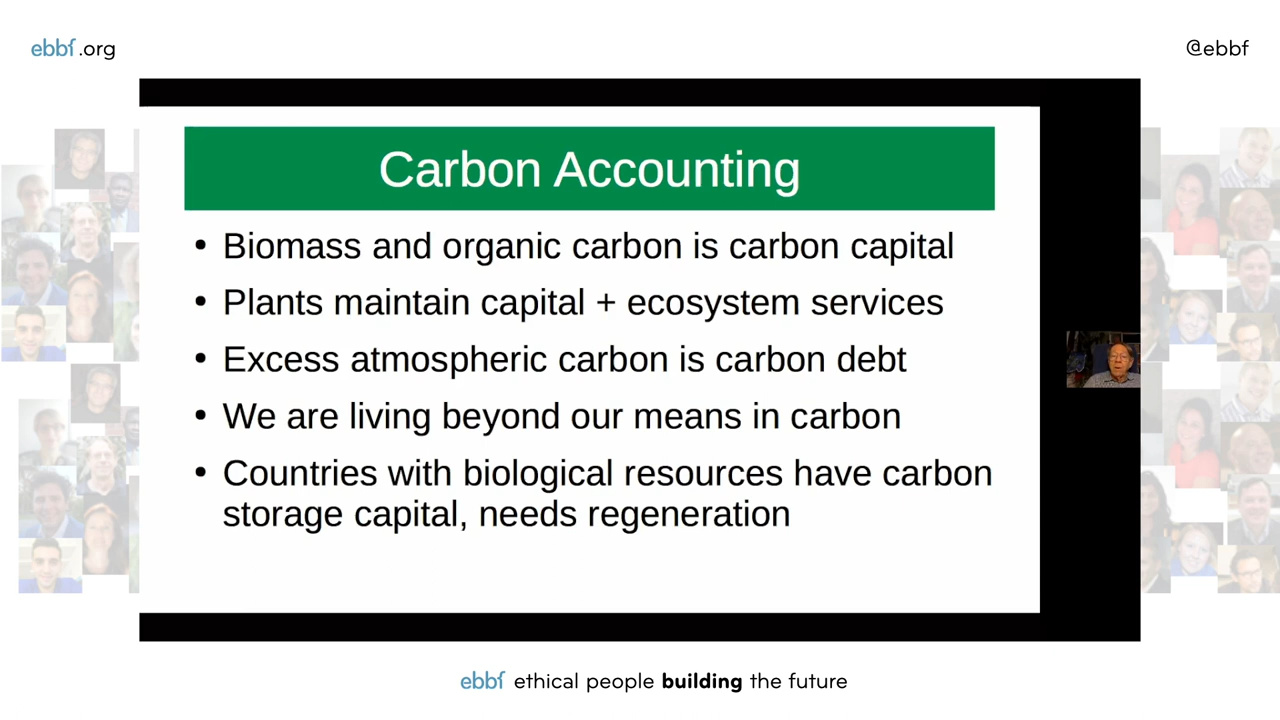 ebbf.org
@ebbf
Carbon Accounting
• Biomass and organic carbon is carbon capital
• Plants maintain capital + ecosystem services
• Excess atmospheric carbon is carbon debt
• We are living beyond our means in carbon
• Countries with biological resources have carbon
storage capital, needs regeneration
ebbf ethical people building the future